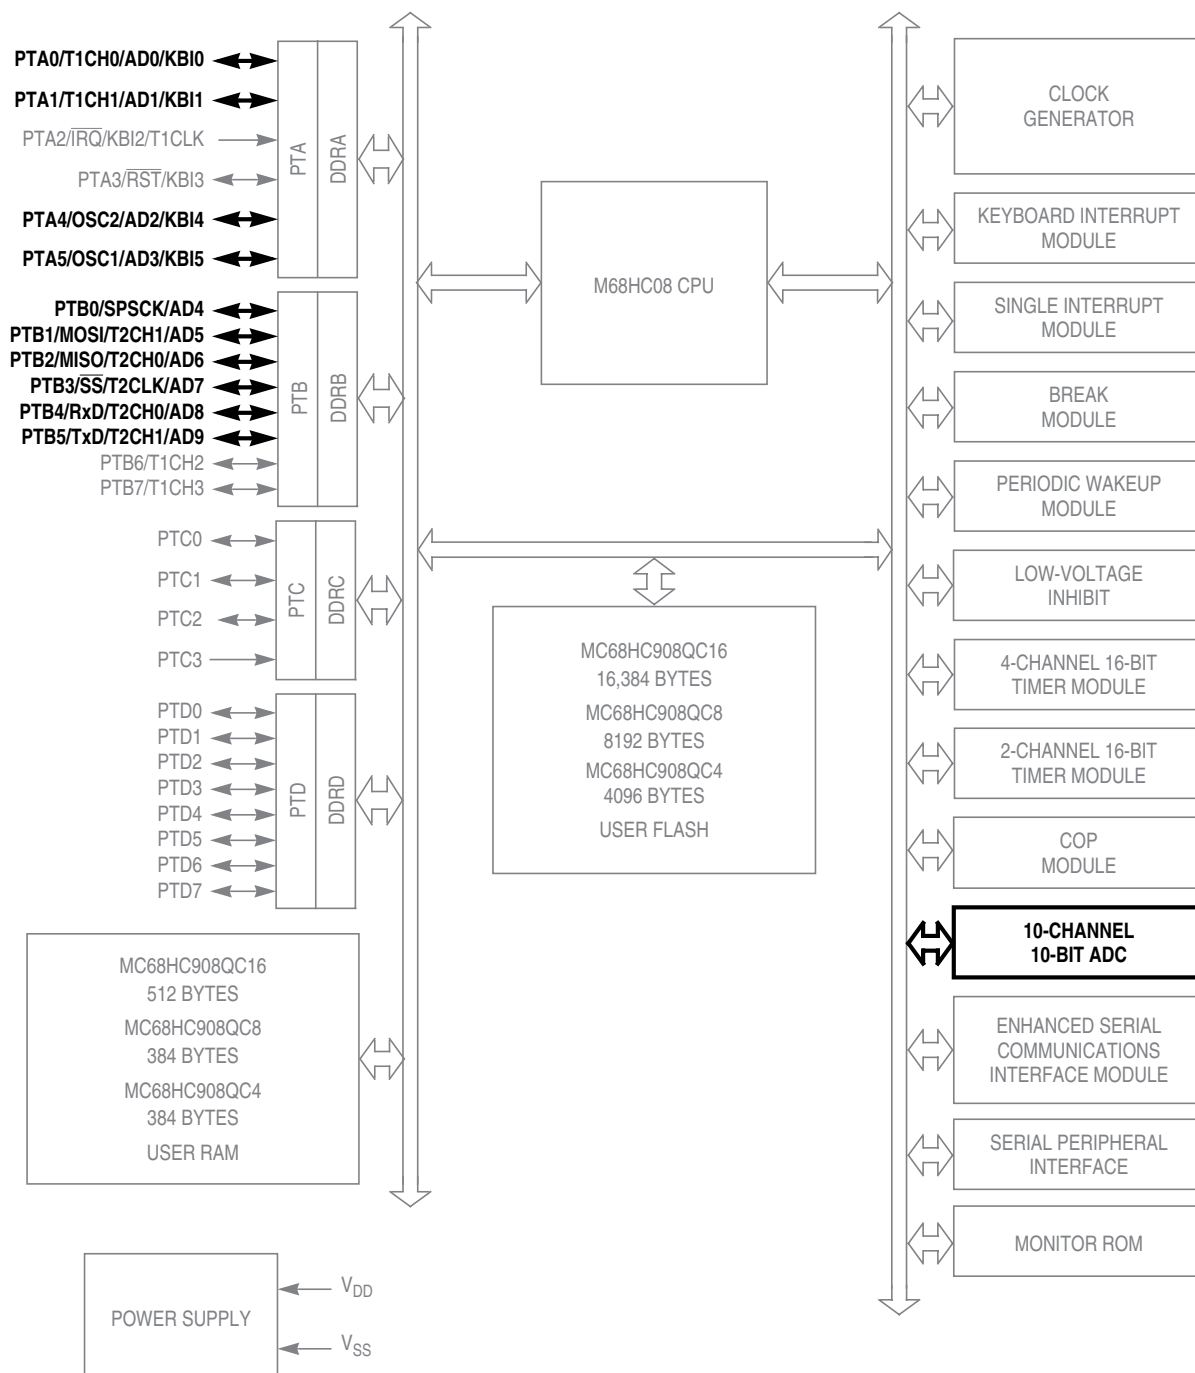 PTA0/T1CH0/AD0/KBI0
PTA1/T1CH1/AD1/KBI1
PTA2/IRQ/KBI2/T1CLK
PTA3/RST/KBI3
PTA4/OSC2/AD2/KBI4
PTA5/OSC1/AD3/KBI5
PTA
DDRA
PTB0/SPSCK/AD4
PTB1/MOSI/T2CH1/AD5
PTB2/MISO/T2CH0/AD6
PTB3/SS/T2CLK/AD7
PTB4/RxD/T2CH0/AD8
PTB5/TxD/T2CH1/AD9
PTB6/T1CH2
PTB7/T1CH3
PTB
DDRB
PTC0
PTC1
PTC2
PTC3
PTC
DDRC
PTD0
PTD1
PTD2
PTD3
PTD4
PTD5
PTD6
PTD7
PTD
DDRD
MC68HC908QC16
512 BYTES
MC68HC908QC8
384 BYTES
MC68HC908QC4
384 BYTES
USER RAM
POWER SUPPLY
VDD
VSS
M68HC08 CPU
MC68HC908QC16
16,384 BYTES
MC68HC908QC8
8192 BYTES
MC68HC908QC4
4096 BYTES
USER FLASH
CLOCK
GENERATOR
KEYBOARD INTERRUPT
MODULE
SINGLE INTERRUPT
MODULE
BREAK
MODULE
PERIODIC WAKEUP
MODULE
LOW-VOLTAGE
INHIBIT
4-CHANNEL 16-BIT
TIMER MODULE
2-CHANNEL 16-BIT
TIMER MODULE
COP
MODULE
10-CHANNEL
10-BIT ADC
ENHANCED SERIAL
COMMUNICATIONS
INTERFACE MODULE
SERIAL PERIPHERAL
INTERFACE
MONITOR ROM